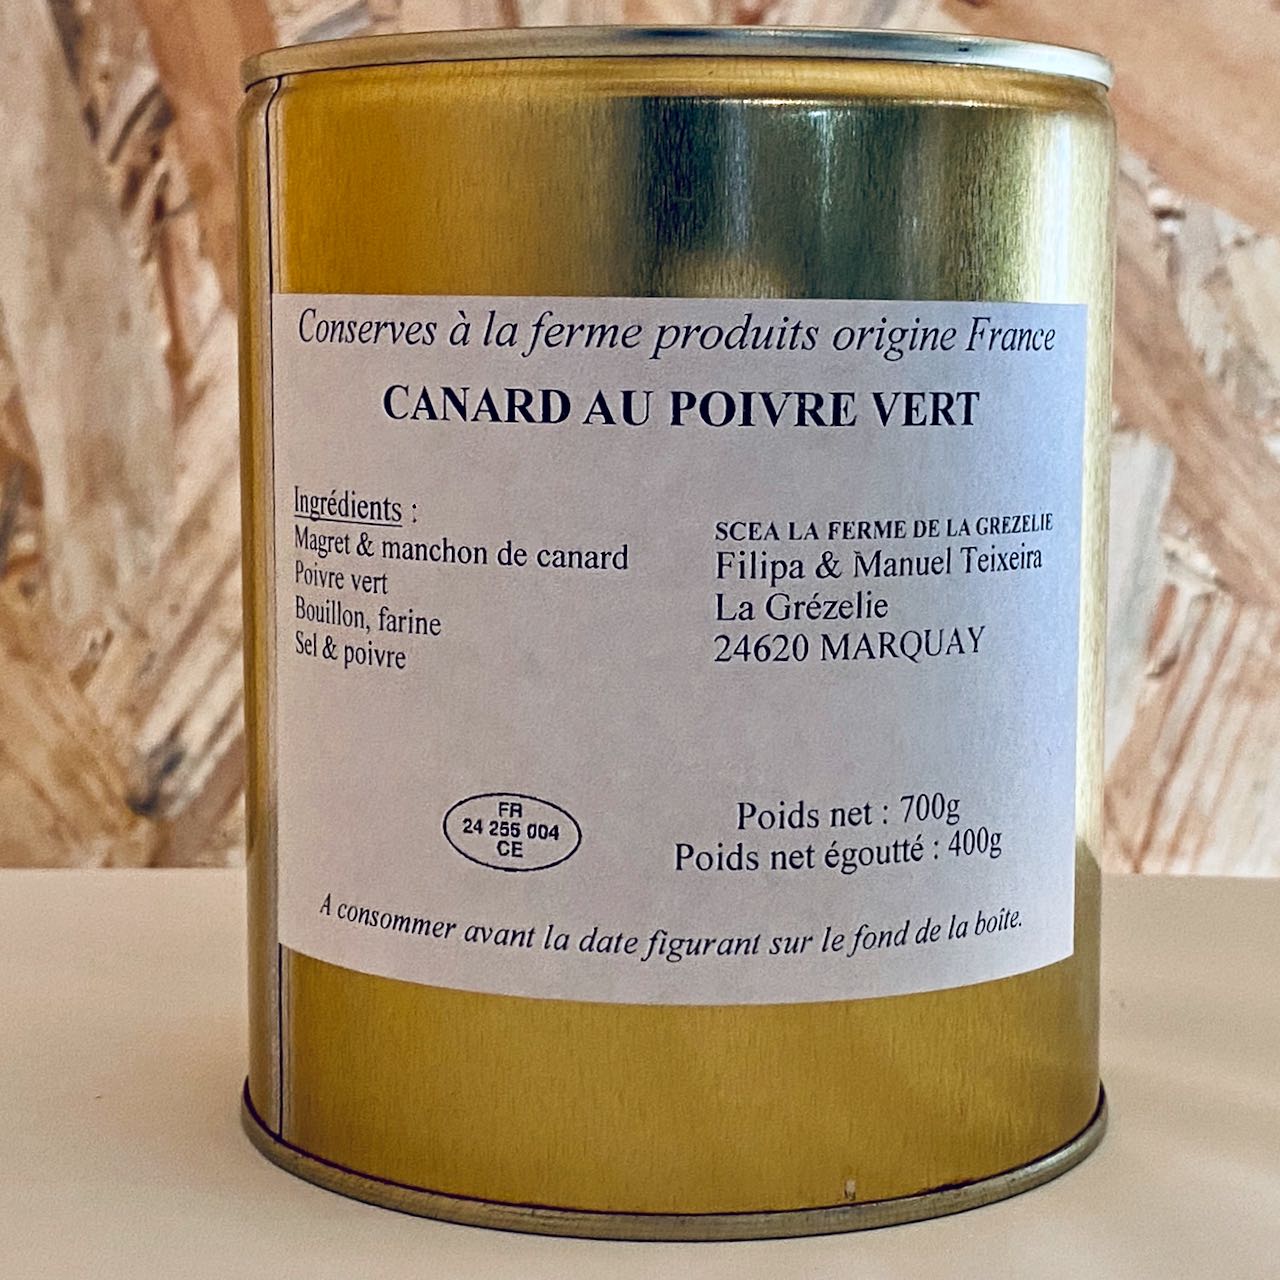 Conserves à la ferme produits origine France
CANARD AU POIVRE VERT
Ingrédients :
Magret & manchon de canard
Poivre vert
Bouillon, farine
Sel & poivre
SCEA LA FERME DE LA GREZELIE
Filipa & Manuel Teixeira
La Grézelie
24620 MARQUAY
FR
24 255 004
CE
Poids net : 700g
Poids net égoutté : 400g
A consommer avant la date figurant sur le fond de la boîte.